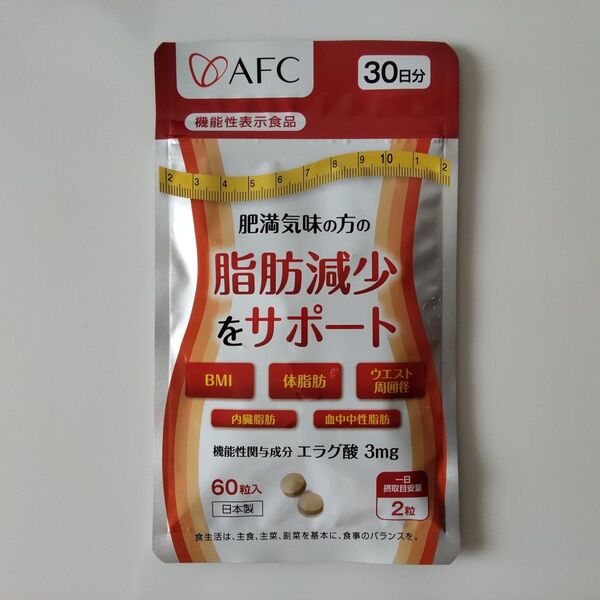 AFC
30日分
機能性表示食品
2 3 4 5 6 7 8 9 10 1 2
肥満気味の方の
脂肪減少
をサポート
BMI
体脂肪
ウエスト
周囲径
内臓脂肪
血中中性脂肪
機能性関与成分 エラグ酸 3mg
60粒入
日本製
一日
摂取目安量
2粒
食生活は、主食、主菜、副菜を基本に、食事のバランスを。